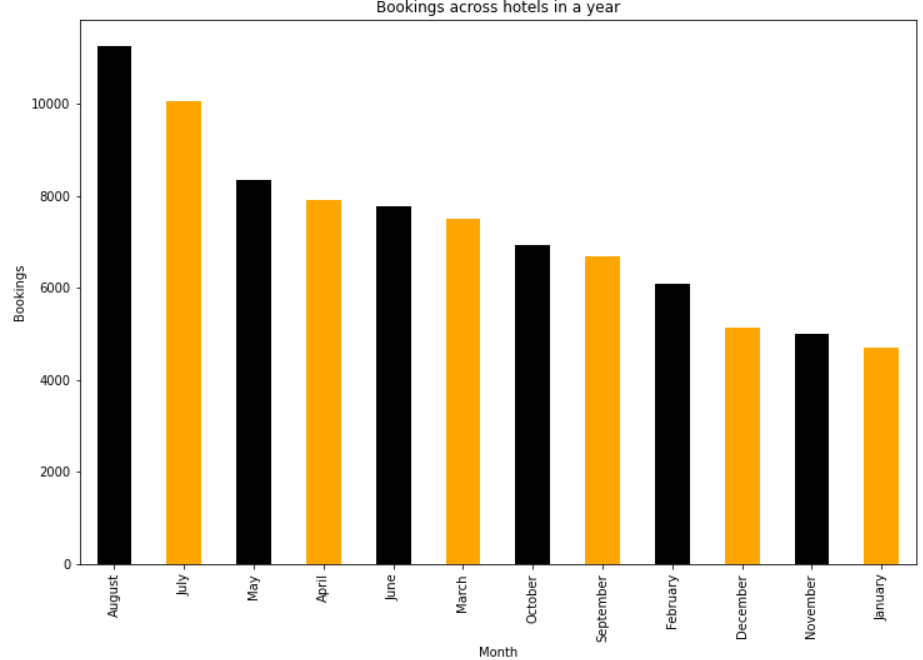 Bookings across hotels in a year
10000
8000
6000
4000
2000
0
Bookings
August
July
May
April
June
March
October
September
February
December
November
January
Month